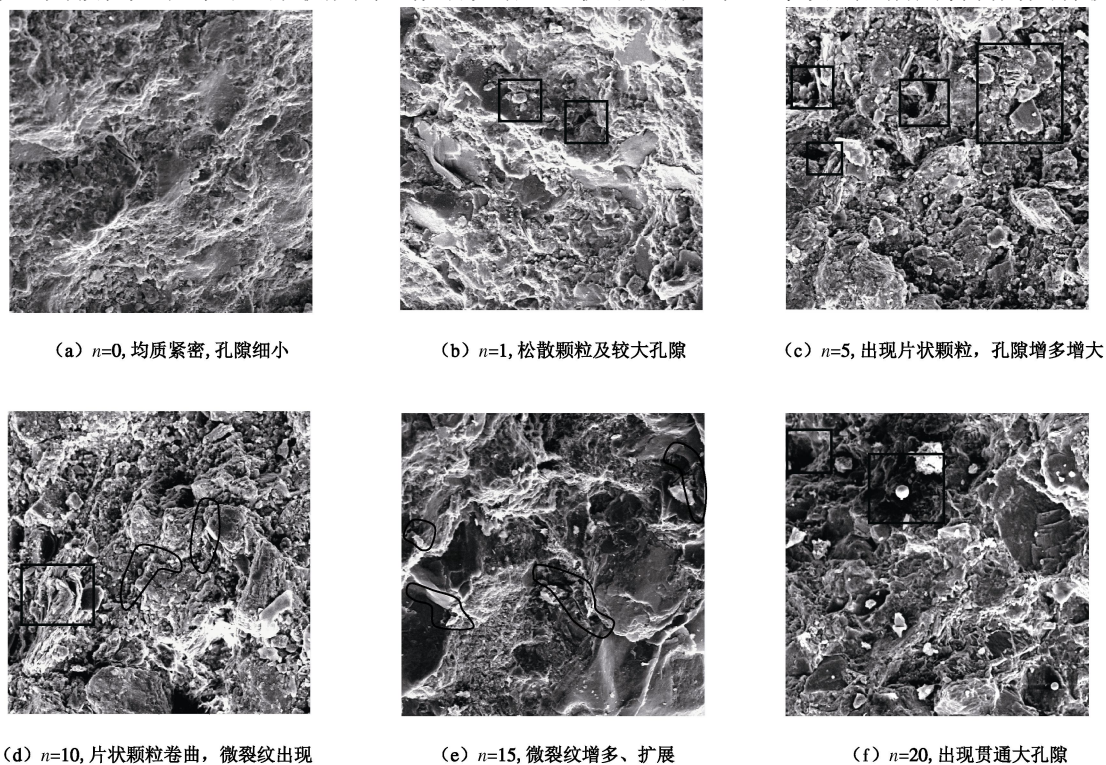 (a) n=0,均质紧密,孔隙细小
(b) n=1,松散颗粒及较大孔隙
(c) n=5,出现片状颗粒，孔隙增多增大
(d) n=10,片状颗粒卷曲，微裂纹出现
(e) n=15,微裂纹增多、扩展
(f) n=20,出现贯通大孔隙